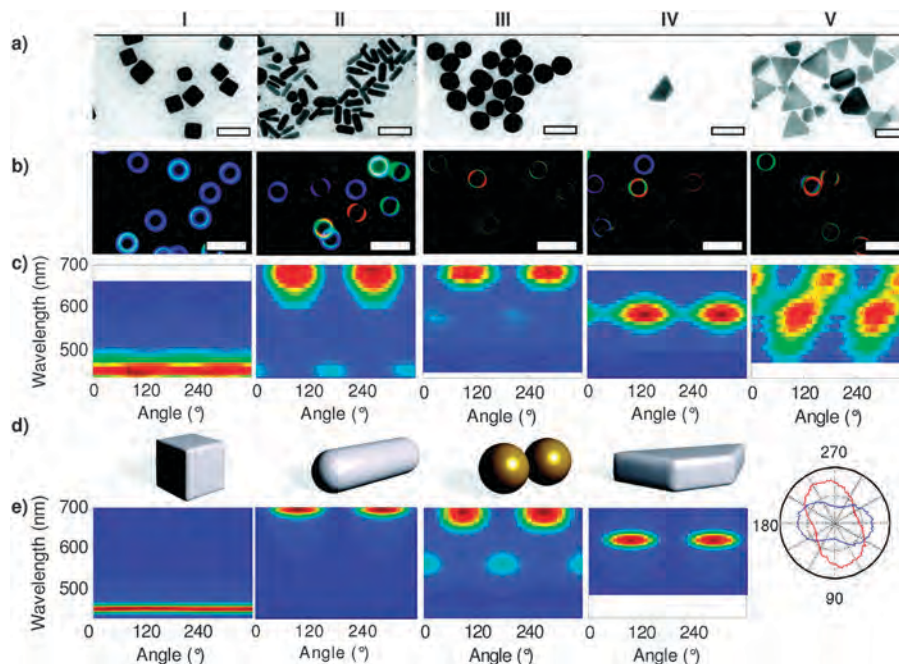 I II III IV V
a)
b)
c) Wavelength (nm) 700 600 500
0 120 240 0 120 240 0 120 240 0 120 240 0 120 240
Angle (°) Angle (°) Angle (°) Angle (°) Angle (°)
d)
270
180
90
e) Wavelength (nm) 700 600 500
0 120 240 0 120 240 0 120 240 0 120 240
Angle (°) Angle (°) Angle (°) Angle (°)